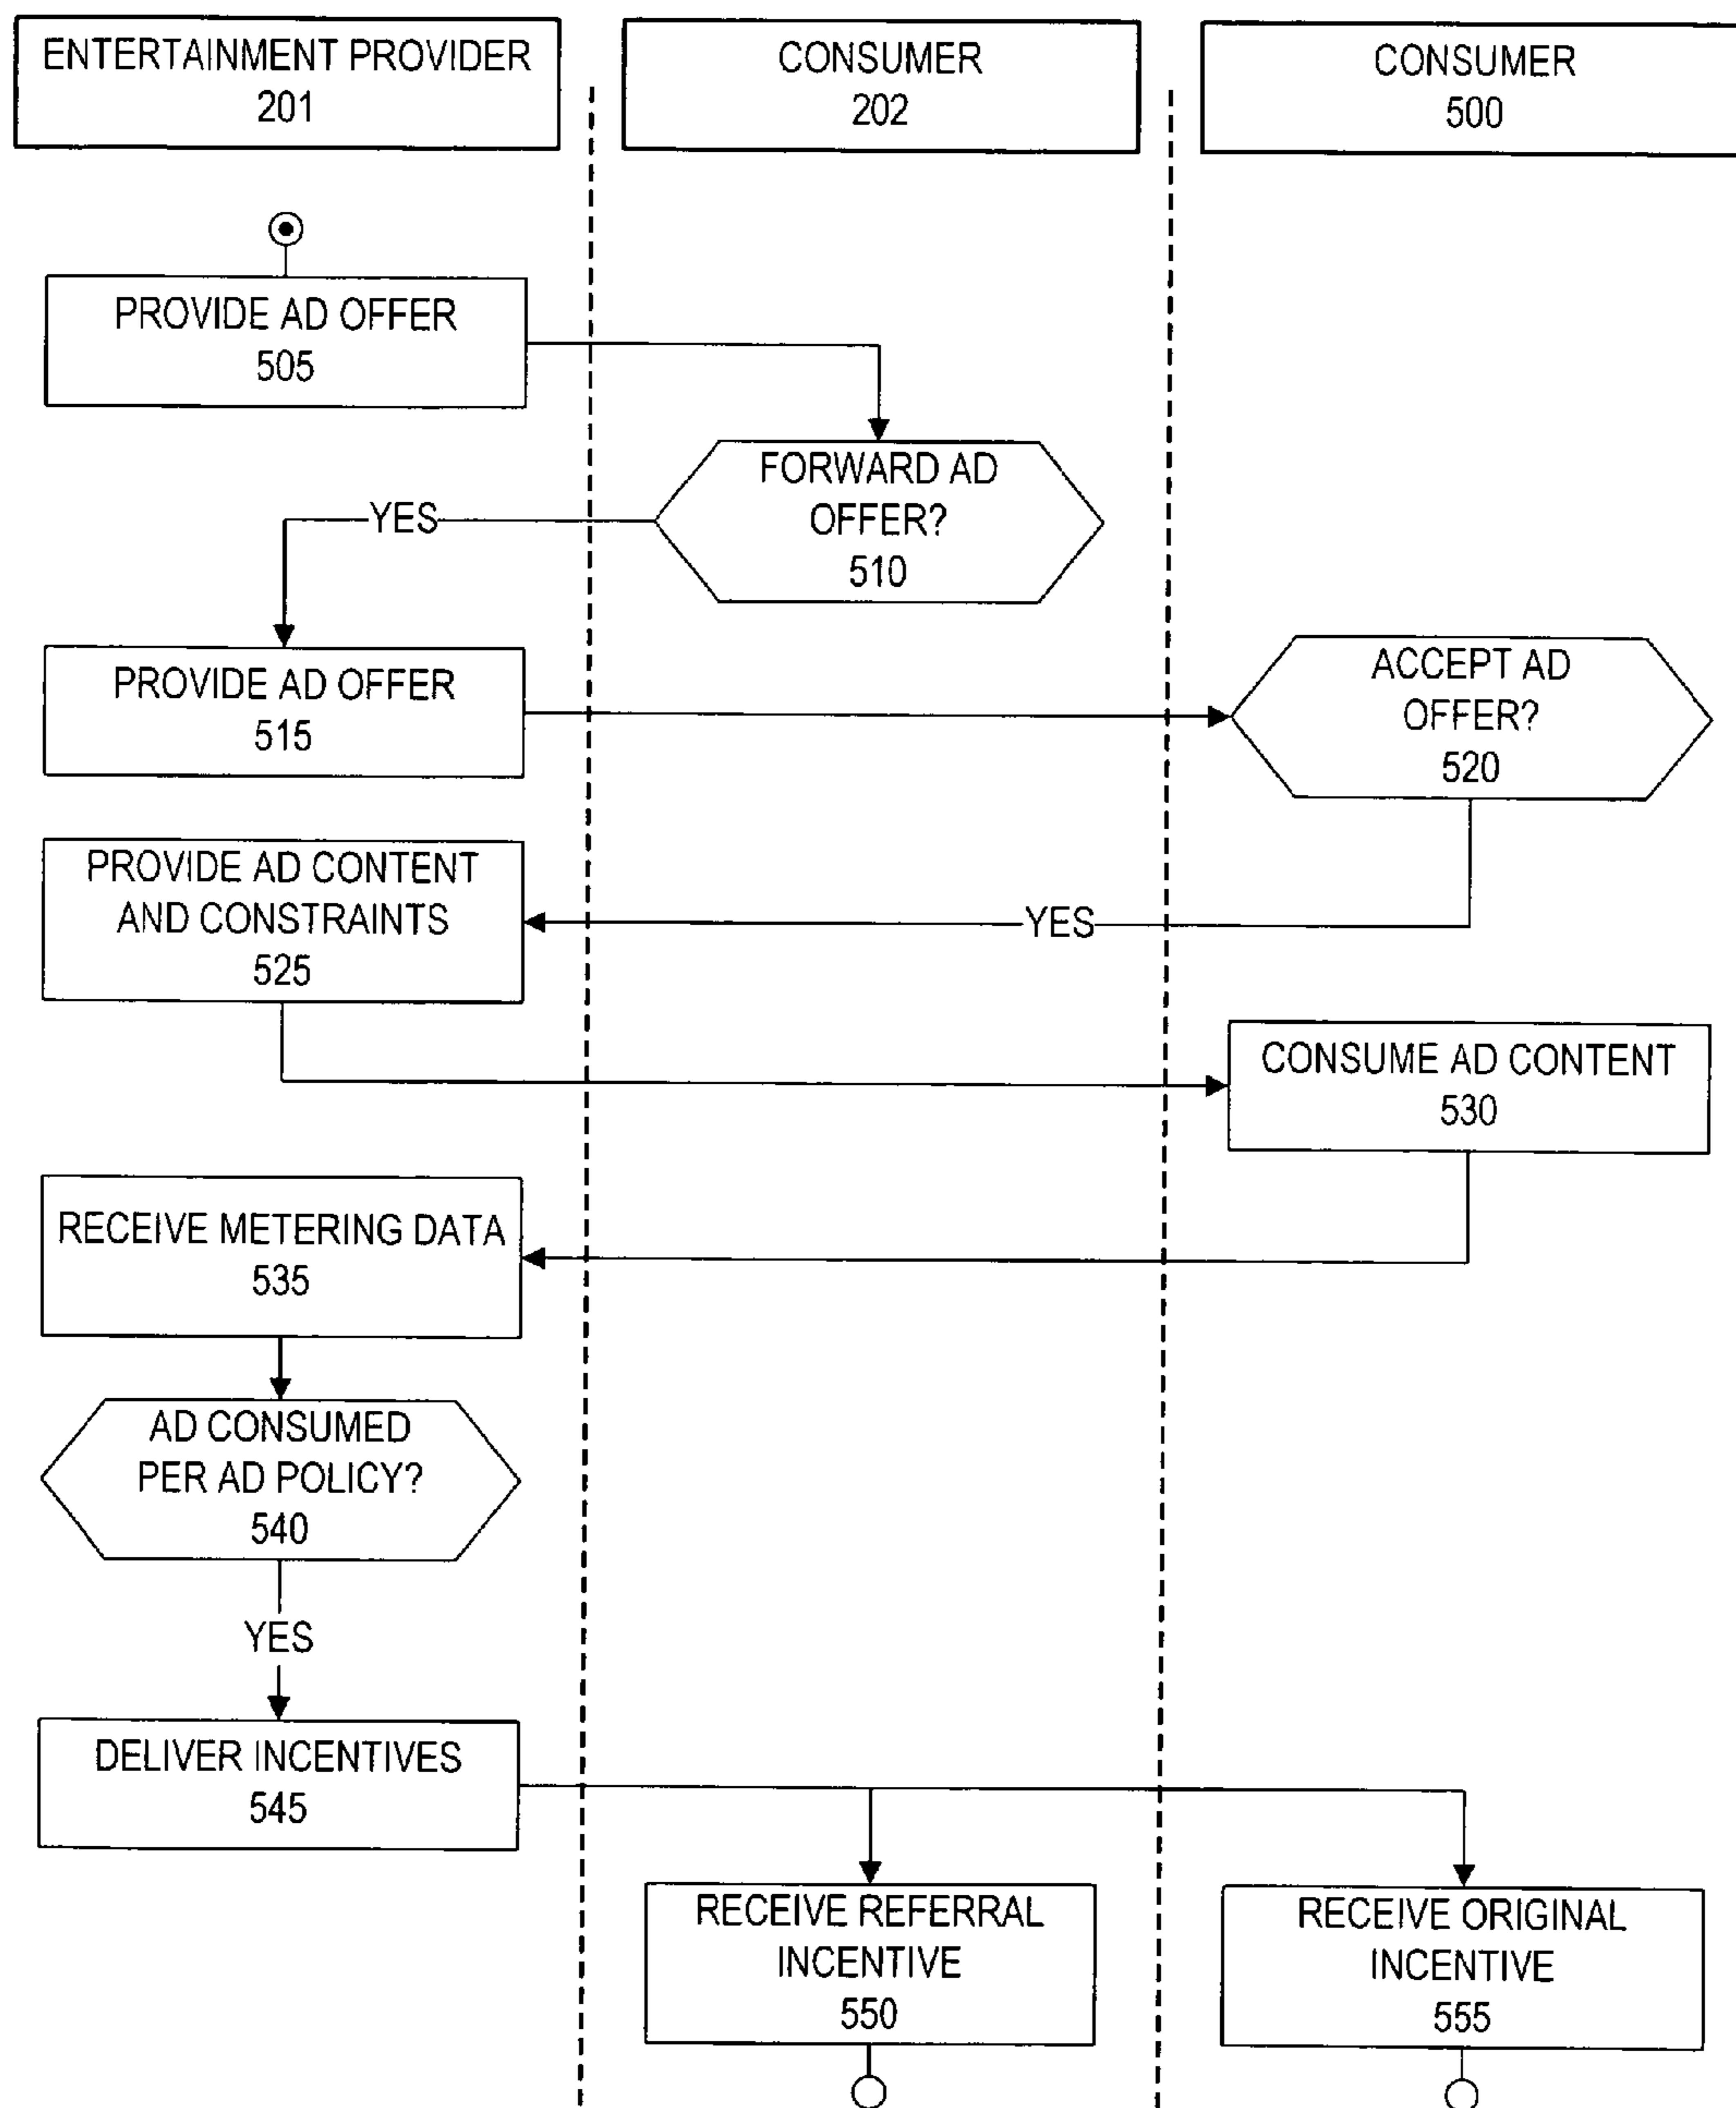 ENTERTAINMENT PROVIDER
201
CONSUMER
202
CONSUMER
500
PROVIDE AD OFFER
505
FORWARD AD
OFFER?
510
YES
PROVIDE AD OFFER
515
ACCEPT AD
OFFER?
520
PROVIDE AD CONTENT
AND CONSTRAINTS
525
YES
CONSUME AD CONTENT
530
RECEIVE METERING DATA
535
AD CONSUMED
PER AD POLICY?
540
YES
DELIVER INCENTIVES
545
RECEIVE REFERRAL
INCENTIVE
550
RECEIVE ORIGINAL
INCENTIVE
555